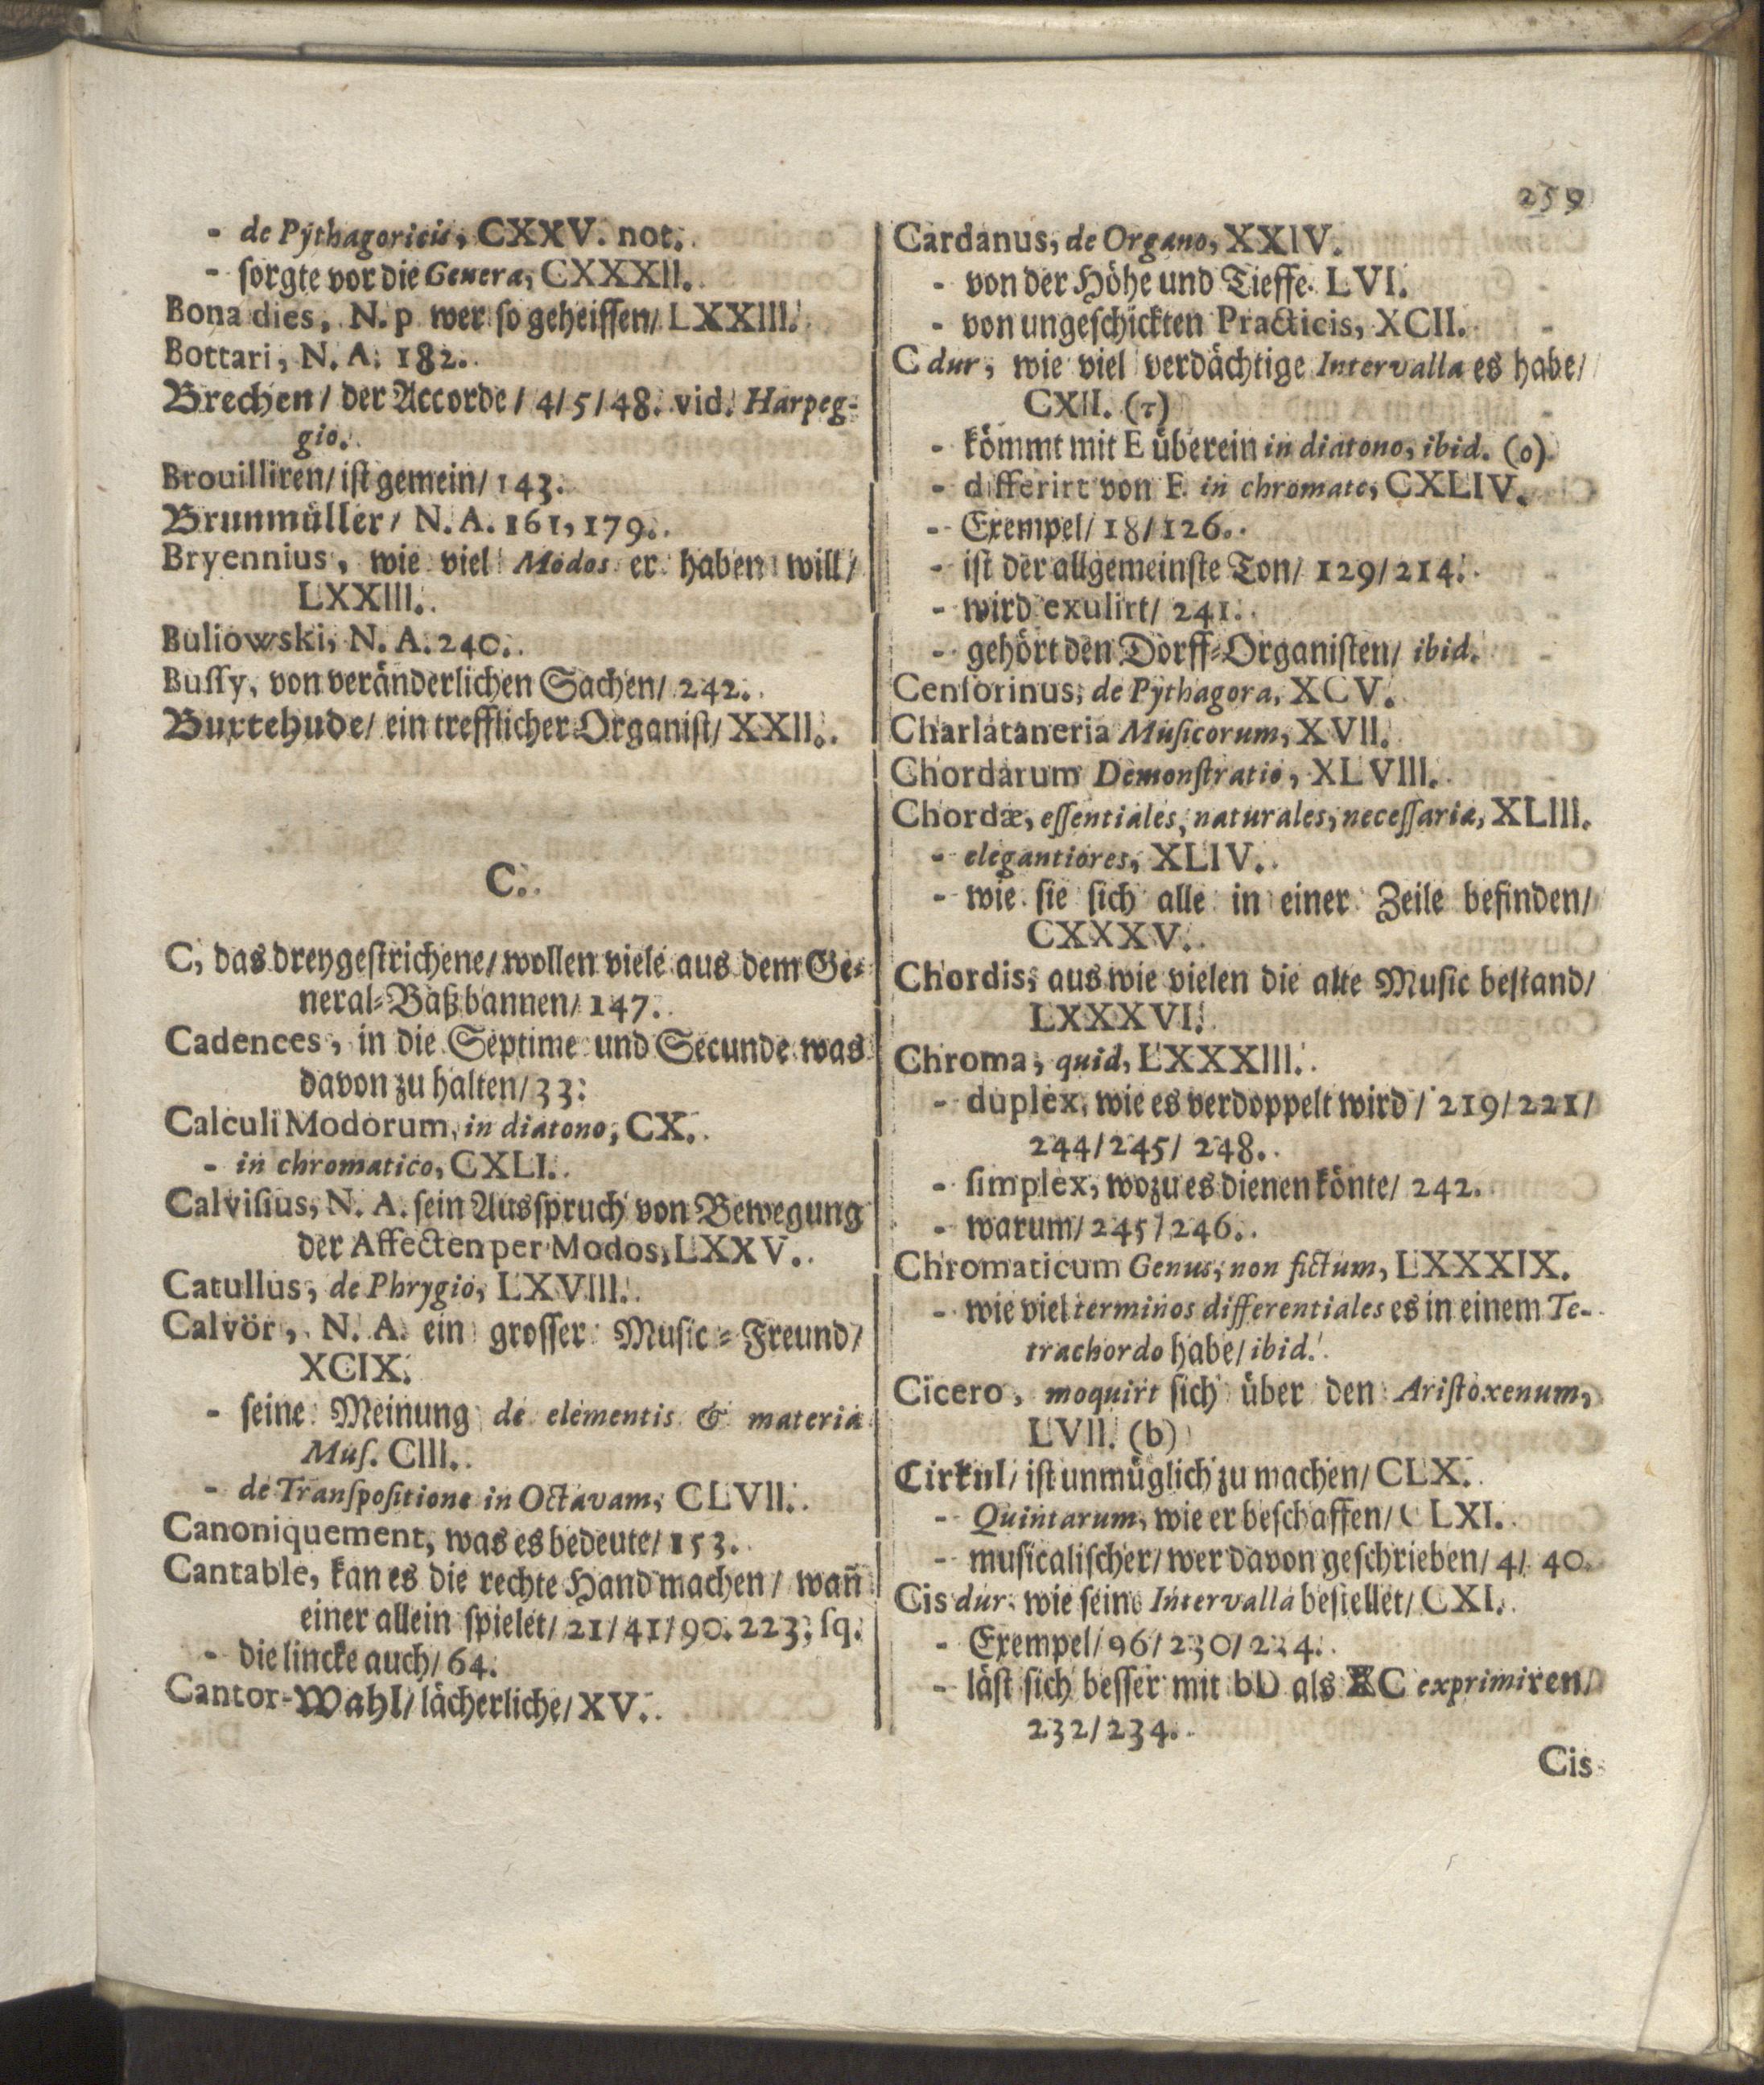 259
- de Pythagoricis, CXXV. not.
- sorgte vor die Genera, CXXXII.
Bona dies, N. p wer so geheissen/ LXXIII.
Bottari, N. A. 182.
Brechen/ der Accorde/ 4/5/48. vid. Harpeg-
gio.
Brouilliren/ ist gemein/ 143.
Brunmüller/ N. A. 161, 179.
Bryennius, wie viel Modos er haben will/
LXXIII.
Buliowski, N. A. 240.
Bussy, von veränderlichen Sachen/ 242.
Buxtehude/ ein trefflicher Organist/ XXII.
C.
C, das dreygestrichene/ wollen viele aus dem Ge-
neral-Baß bannen/ 147.
Cadences, in die Septime und Secunde was
davon zu halten/ 33.
Calculi Modorum, in diatono, CX.
- in chromatico, CXLI.
Calvisius, N. A. sein Ausspruch von Bewegung
der Affecten per Modos, LXXV.
Catullus, de Phrygio, LXVIII.
Calvör, N. A. ein grosser Music-Freund/
XCIX.
- seine Meinung de elementis & materia
Mus. CIII.
- de Transpositione in Octavam, CLVII.
Canoniquement, was es bedeute/ 153.
Cantable, kan es die rechte Hand machen/ wañ
einer allein spielet/ 21/41/90. 223, sq.
- die lincke auch/ 64.
Cantor-Wahl/ lächerliche/ XV.
Cardanus, de Organo, XXIV.
- von der Höhe und Tieffe. LVI.
- von ungeschickten Practicis, XCII.
C dur, wie viel verdächtige Intervalla es habe/
CXII. (τ)
- kömmt mit E überein in diatono, ibid. (o)
- differirt von E in chromate, CXLIV.
- Exempel/ 18/126.
- ist der allgemeinste Ton/ 129/214.
- wird exulirt/ 241.
- gehört den Dorff-Organisten/ ibid.
Censorinus, de Pythagora, XCV.
Charlataneria Musicorum, XVII.
Chordarum Demonstratio, XLVIII.
Chordæ, essentiales, naturales, necessaria, XLIII.
- elegantiores, XLIV.
- wie sie sich alle in einer Zeile befinden/
CXXXV.
Chordis, aus wie vielen die alte Music bestand/
LXXXVI.
Chroma, quid, LXXXIII.
- duplex, wie es verdoppelt wird/ 219/221/
244/245/ 248.
- simplex, wozu es dienen könte/ 242.
- warum/ 245/246.
Chromaticum Genus, non fictum, LXXXIX.
- wie viel terminos differentiales es in einem Te-
trachordo habe/ ibid.
Cicero, moquirt sich über den Aristoxenum,
LVII. (b)
Cirkul/ ist unmüglich zu machen/ CLX.
- Quintarum, wie er beschaffen/ CLXI.
- musicalischer/ wer davon geschrieben/ 4/ 40.
Cis dur, wie seine Intervalla bestellet/ CXI.
- Exempel/ 96/230/234.
- läst sich besser mit bD als C exprimiren/
232/234.
Cis